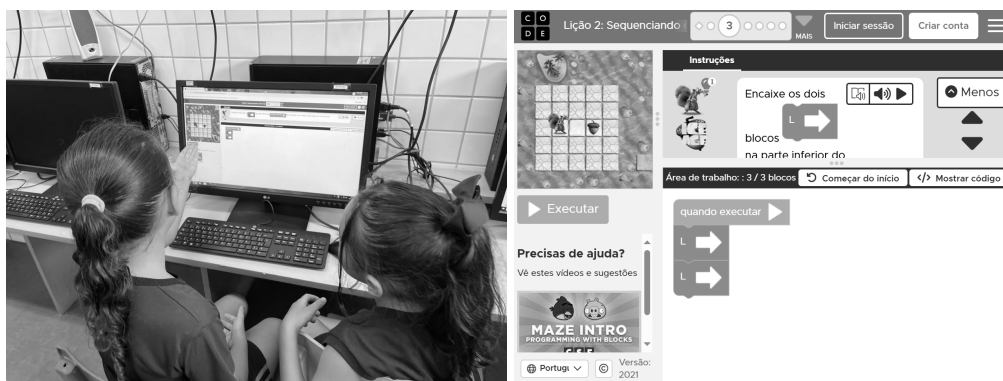 C O
D E
Lição 2: Sequenciando
3
MAIS
Iniciar sessão
Criar conta
Instruções
1
Encaixe os dois
L
blocos
na parte inferior do
Menos
Área de trabalho: : 3 / 3 blocos
Começar do início
</> Mostrar código
Executar
quando executar
L
L
Precisas de ajuda?
Vê estes vídeos e sugestões
MAZE INTRO
PROGRAMMING WITH BLOCKS
Portugu
©
Versão:
2021
LG